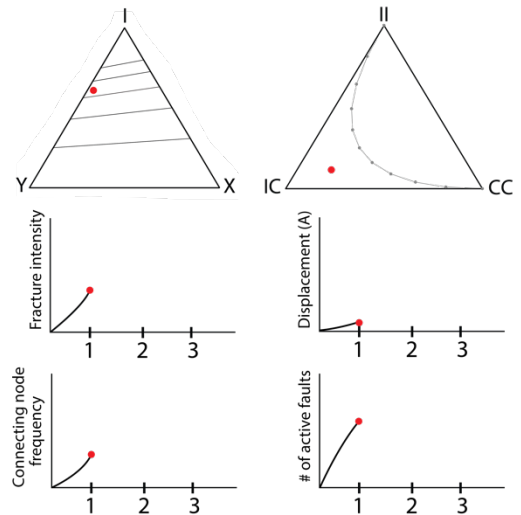 I
Y
X
II
IC
CC
Fracture intensity
1 2 3
Displacement (A)
1 2 3
Connecting node
frequency
1 2 3
# of active faults
1 2 3